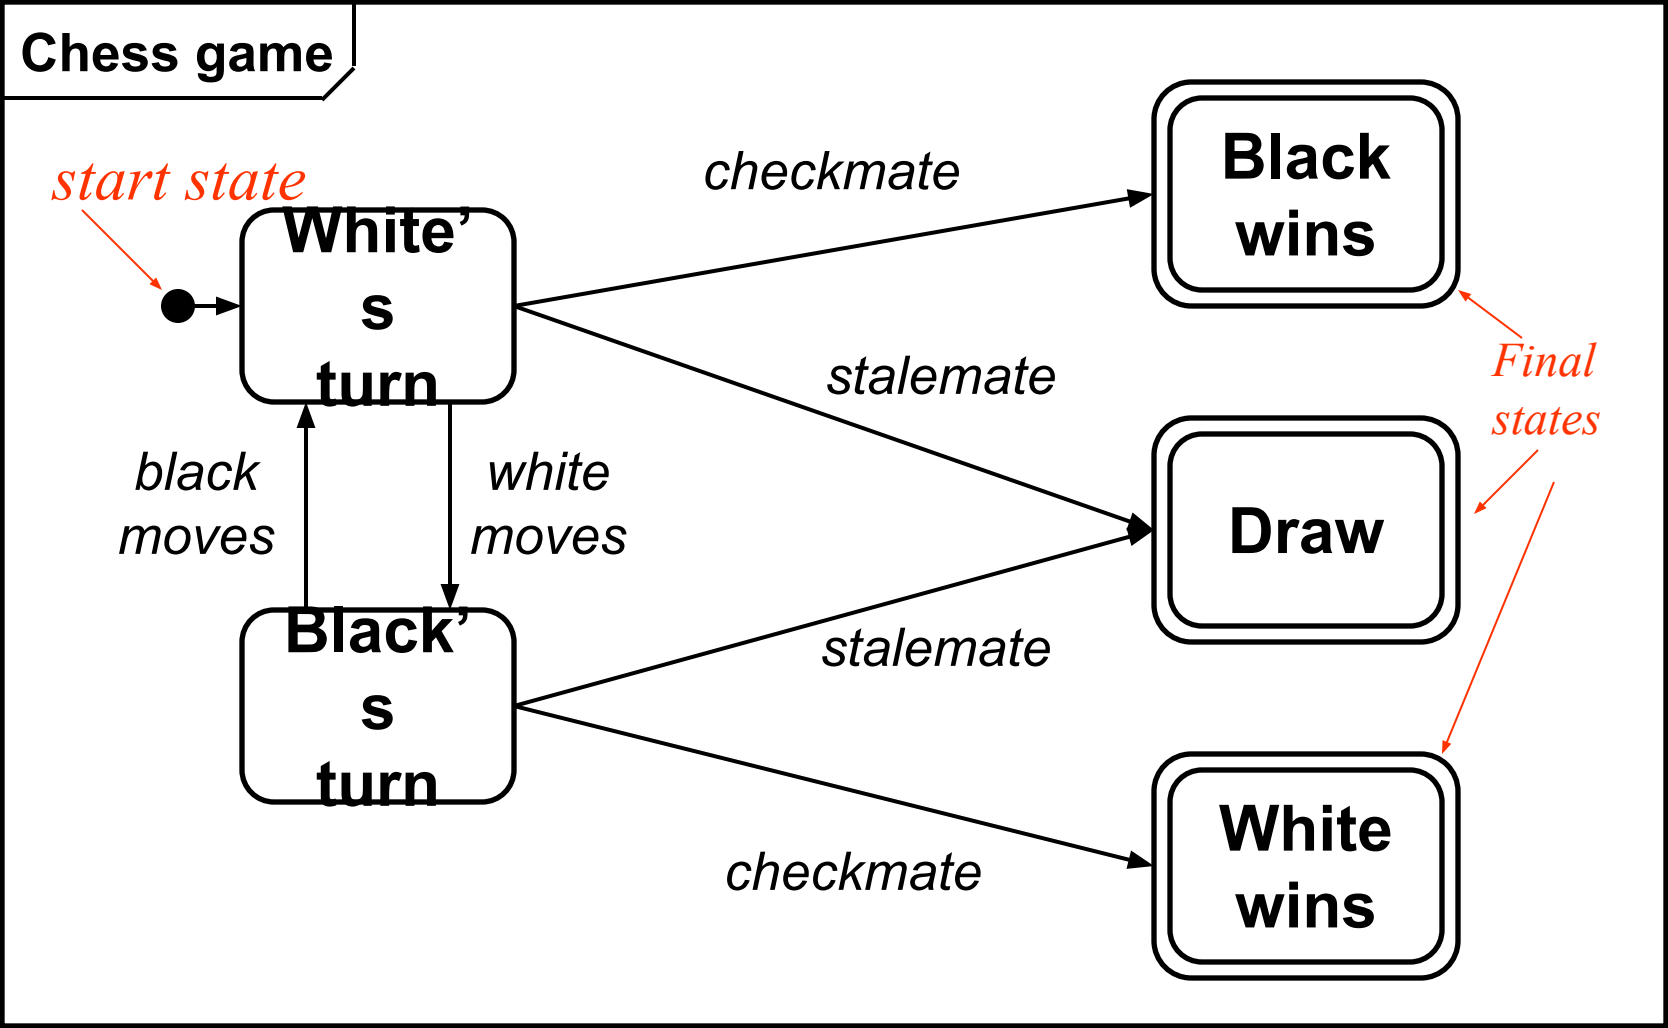 Chess game
start state
White’
s
turn
checkmate
Black
wins
stalemate
Final
states
black
moves
white
moves
Draw
Black’
s
turn
stalemate
checkmate
White
wins